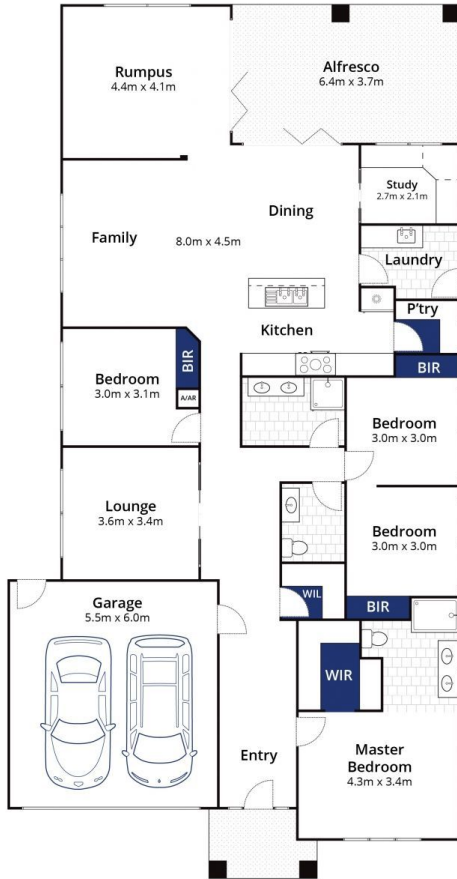 Rumpus
4.4m x 4.1m
Alfresco
6.4m x 3.7m
Study
2.7m x 2.1m
Dining
Family
8.0m x 4.5m
Laundry
P'try
Kitchen
BIR
BIR
Bedroom
3.0m x 3.1m
A/AR
Bedroom
3.0m x 3.0m
Lounge
3.6m x 3.4m
Bedroom
3.0m x 3.0m
WIL
BIR
Garage
5.5m x 6.0m
WIR
Entry
Master
Bedroom
4.3m x 3.4m